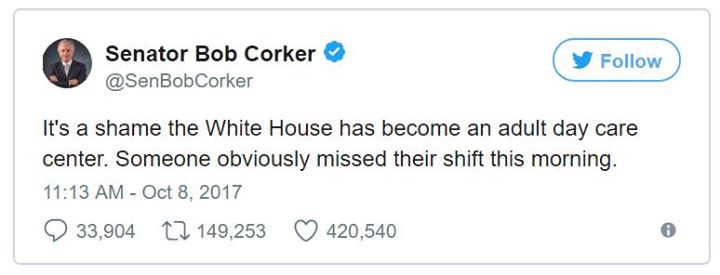 Senator Bob Corker
@SenBobCorker
Follow
It's a shame the White House has become an adult day care
center. Someone obviously missed their shift this morning.
11:13 AM - Oct 8, 2017
33,904 149,253 420,540